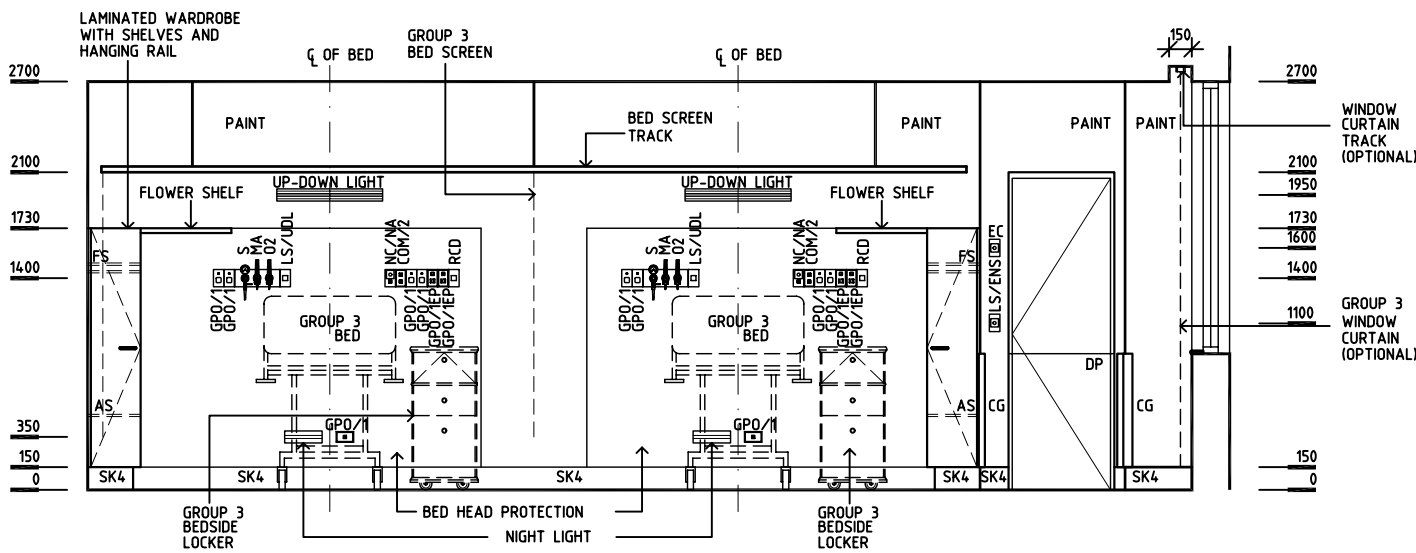 LAMINATED WARDROBE
WITH SHELVES AND
HANGING RAIL
GROUP 3
BED SCREEN
℄ OF BED
℄ OF BED
150
2700
2700
PAINT
BED SCREEN
TRACK
PAINT
PAINT
PAINT
WINDOW
CURTAIN
TRACK
(OPTIONAL)
2100
2100
UP-DOWN LIGHT
UP-DOWN LIGHT
FLOWER SHELF
FLOWER SHELF
1950
1730
1730
1600
1400
1400
FS
S
MA
O2
LS/UDL
NC/NA
COM/2
RCD
S
MA
O2
LS/UDL
NC/NA
COM/2
RCD
FS
EC
LS/ENS
GPO/1
GPO/1
GPO/1
GPO/1
GPO/1EP
GPO/1EP
GPO/1
GPO/1
GPO/1
GPO/1
GPO/1EP
GPO/1EP
GROUP 3
BED
GROUP 3
BED
1100
GROUP 3
WINDOW
CURTAIN
(OPTIONAL)
DP
AS
AS
CG
CG
GPO/1
GPO/1
350
150
150
0
0
SK4
SK4
SK4
SK4
SK4
SK4
SK4
GROUP 3
BEDSIDE
LOCKER
BED HEAD PROTECTION
NIGHT LIGHT
GROUP 3
BEDSIDE
LOCKER